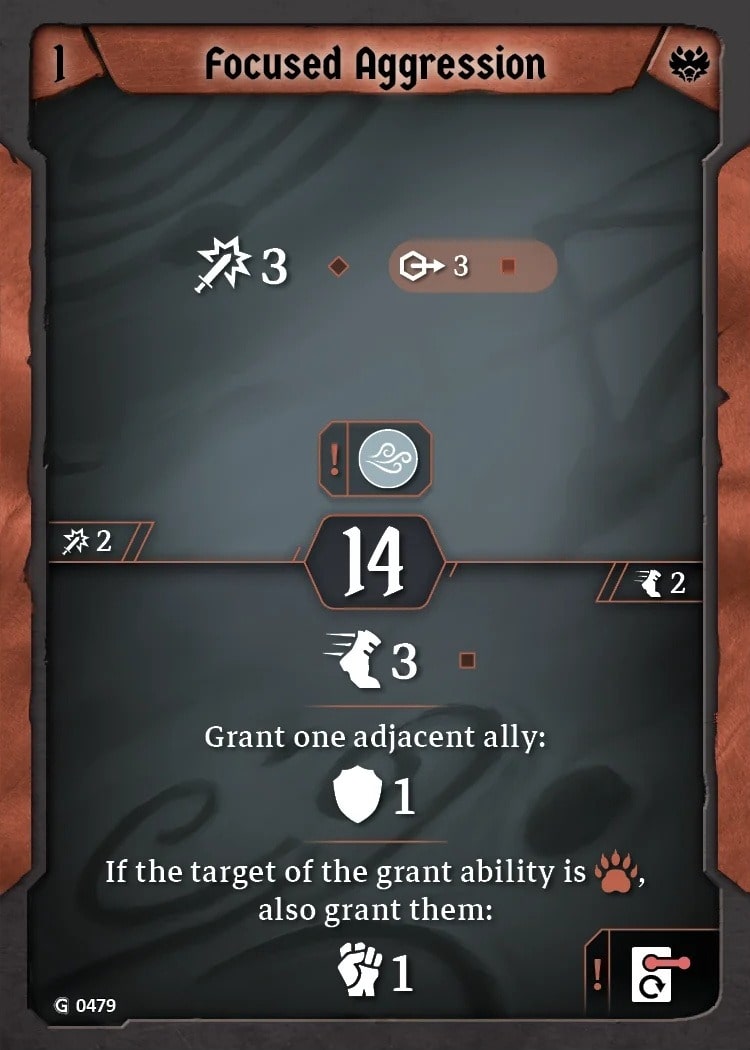 1
Focused Aggression
3
3
!
2
14
2
3
Grant one adjacent ally:
1
If the target of the grant ability is ,
also grant them:
1
!
G 0479